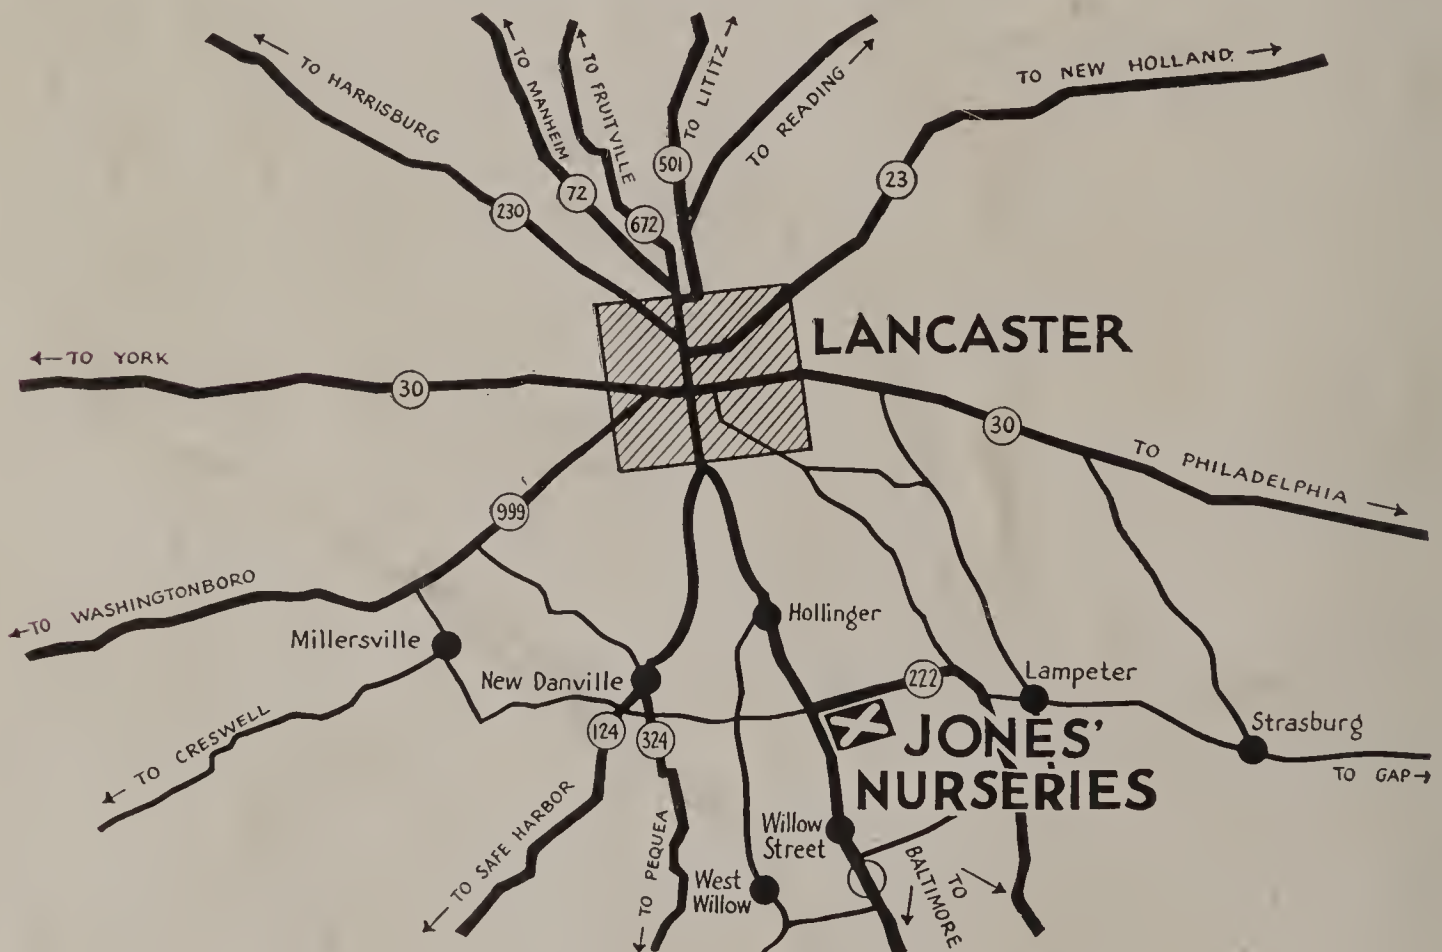 TO HARRISBURG
TO MANHEIM
TO FRUITVILLE
TO LITITZ
TO READING
TO NEW HOLLAND
501
23
72
230
672
LANCASTER
TO YORK
30
30
TO PHILADELPHIA
999
TO WASHINGTONBORO
Millersville
Hollinger
New Danville
222
Lampeter
Strasburg
TO GAP
TO CRESWELL
124
324
JONES'
NURSERIES
TO SAFE HARBOR
TO PEQUEA
Willow
Street
West
Willow
TO
BALTIMORE